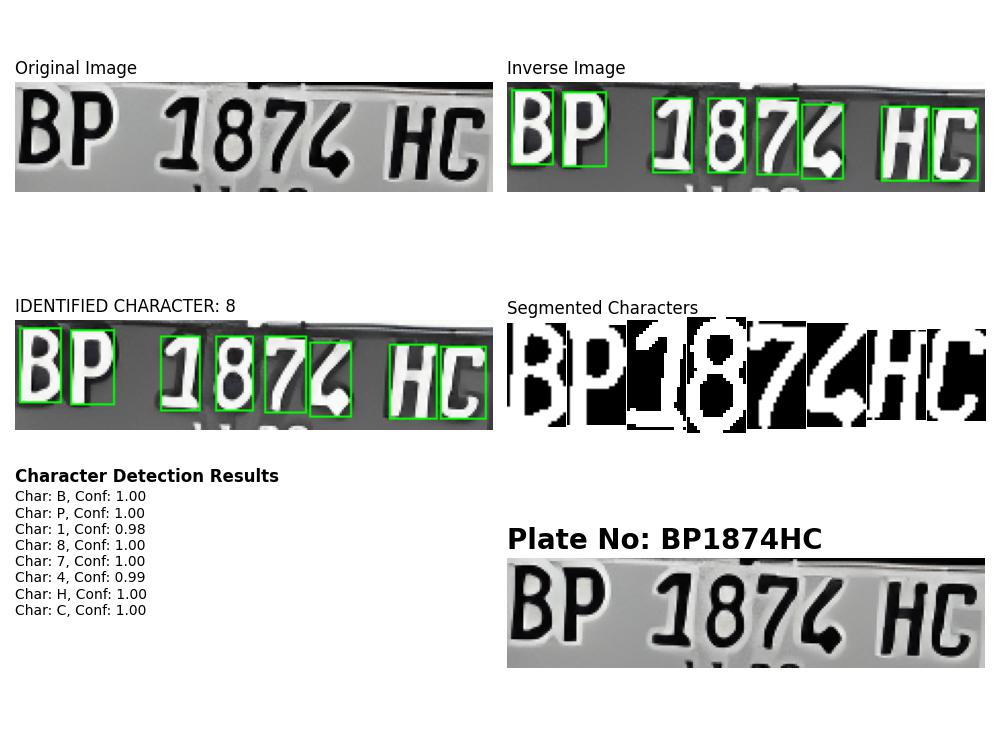 Original Image
BP 1874 HC
Inverse Image
BP 1874 HC
IDENTIFIED CHARACTER: 8
BP 1874 HC
Segmented Characters
BP1874HC
Character Detection Results
Char: B, Conf: 1.00
Char: P, Conf: 1.00
Char: 1, Conf: 0.98
Char: 8, Conf: 1.00
Char: 7, Conf: 1.00
Char: 4, Conf: 0.99
Char: H, Conf: 1.00
Char: C, Conf: 1.00
Plate No: BP1874HC
BP 1874 HC